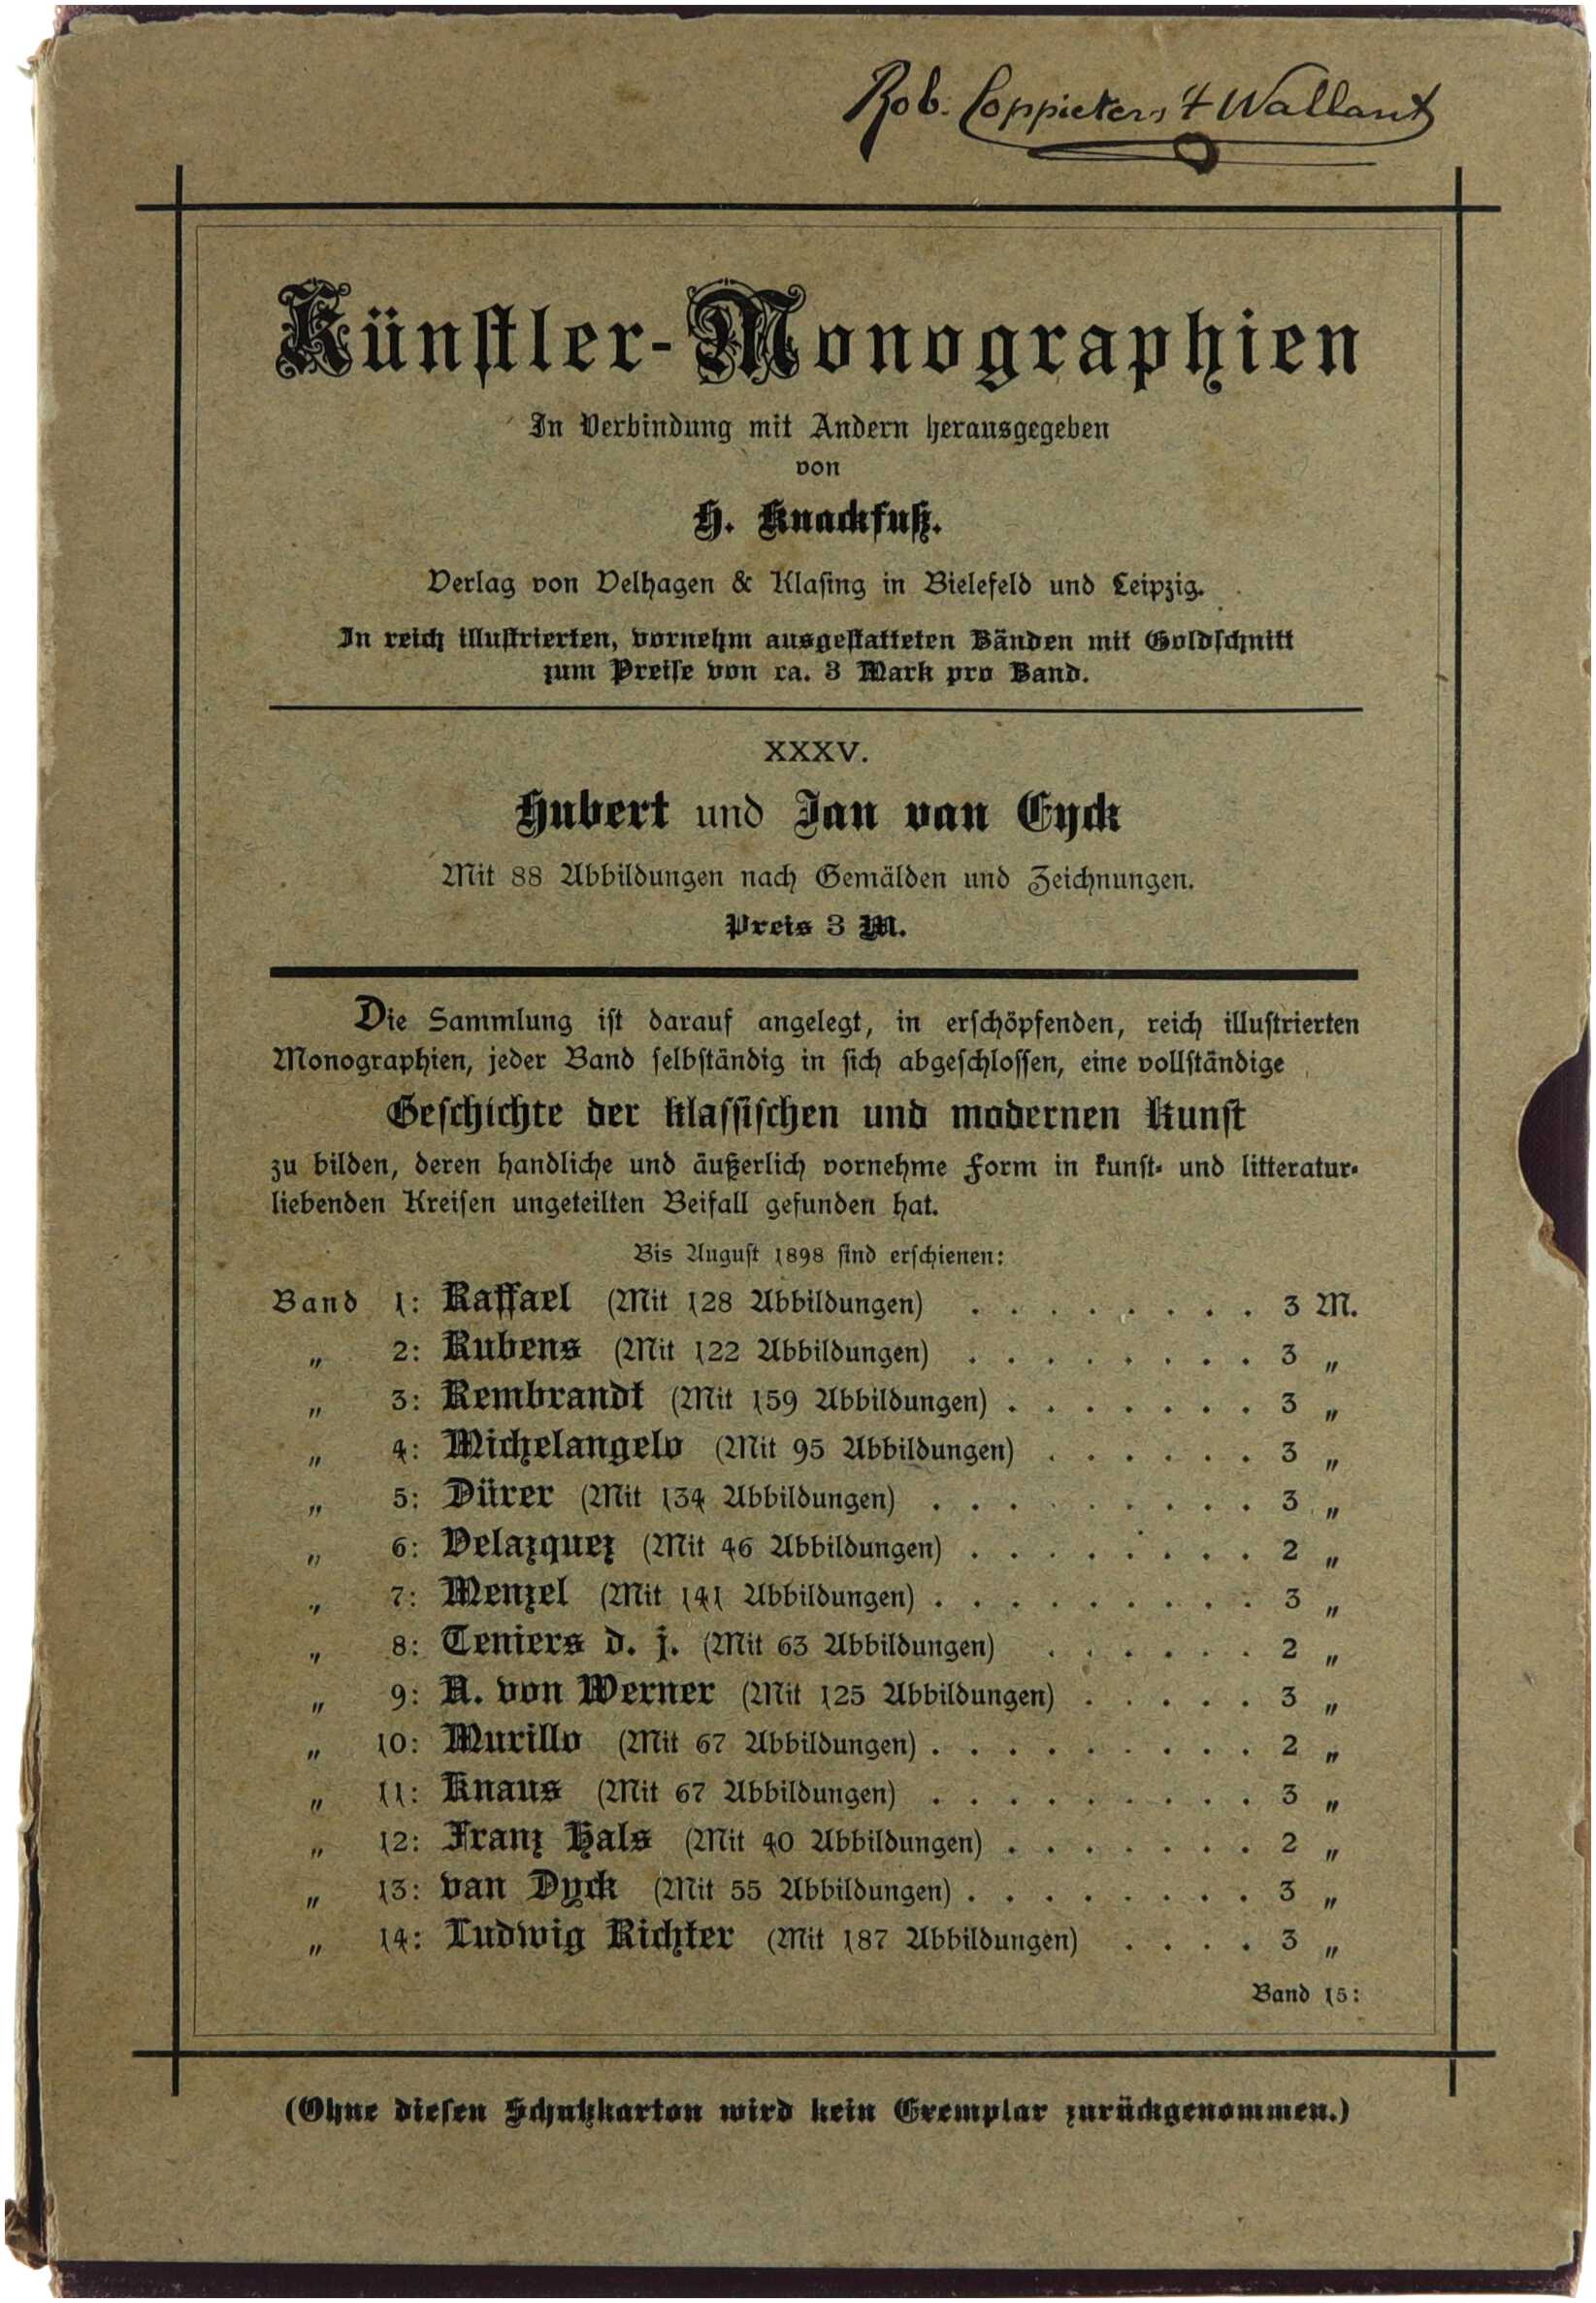 Rob. Coppieters 't Wallant
Künstler-Monographien
In Verbindung mit Andern herausgegeben
von
H. Knackfuß.
Verlag von Velhagen & Klasing in Bielefeld und Leipzig.
In reich illustrierten, vornehm ausgestatteten Bänden mit Goldschnitt
zum Preise von ca. 3 Mark pro Band.
XXXV.
Hubert und Jan van Eyck
Mit 88 Abbildungen nach Gemälden und Zeichnungen.
Preis 3 M.
Die Sammlung ist darauf angelegt, in erschöpfenden, reich illustrierten
Monographien, jeder Band selbständig in sich abgeschlossen, eine vollständige
Geschichte der klassischen und modernen Kunst
zu bilden, deren handliche und äußerlich vornehme Form in kunst- und litteratur-
liebenden Kreisen ungeteilten Beifall gefunden hat.
Bis August 1898 sind erschienen:
Band 1: Raffael (Mit 128 Abbildungen) . . . . . . . . 3 M.
„ 2: Rubens (Mit 122 Abbildungen) . . . . . . . . 3 „
„ 3: Rembrandt (Mit 159 Abbildungen) . . . . . . . 3 „
„ 4: Michelangelo (Mit 95 Abbildungen) . . . . . . 3 „
„ 5: Dürer (Mit 134 Abbildungen) . . . . . . . . . 3 „
„ 6: Velazquez (Mit 46 Abbildungen) . . . . . . . . 2 „
„ 7: Menzel (Mit 141 Abbildungen) . . . . . . . . . 3 „
„ 8: Teniers d. j. (Mit 63 Abbildungen) . . . . . . 2 „
„ 9: A. von Werner (Mit 125 Abbildungen) . . . . . 3 „
„ 10: Murillo (Mit 67 Abbildungen) . . . . . . . . . 2 „
„ 11: Knaus (Mit 67 Abbildungen) . . . . . . . . . 3 „
„ 12: Franz Hals (Mit 40 Abbildungen) . . . . . . . 2 „
„ 13: van Dyck (Mit 55 Abbildungen) . . . . . . . . 3 „
„ 14: Ludwig Richter (Mit 187 Abbildungen) . . . . 3 „
Band 15:
(Ohne diesen Schutzkarton wird kein Exemplar zurückgenommen.)